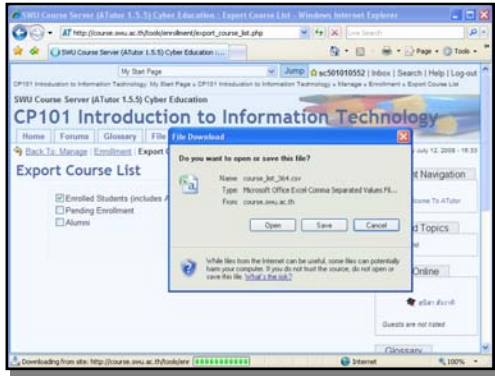 SWU Course Server (ATutor 1.5.5) Cyber Education : Export Course List - Windows Internet Explorer
AT http://course.swu.ac.th/tools/enrollment/export_course_list.php
Live Search
SWU Course Server (ATutor 1.5.5) Cyber Education : ...
Page
Tools
My Start Page
Jump
sc501010552 | Inbox | Search | Help | Log-out
CP101 Introduction to Information Technology: My Start Page » CP101 Introduction to Information Technology » Manage » Enrollment » Export Course List
SWU Course Server (ATutor 1.5.5) Cyber Education
CP101 Introduction to Information Technology
Home
Forums
Glossary
File
Back To: Manage | Enrollment | Export
July 12, 2008 - 16:33
Export Course List
Enrolled Students (includes A
Pending Enrollment
Alumni
File Download
Do you want to open or save this file?
Name: course_list_364.csv
Type: Microsoft Office Excel Comma Separated Values Fil...
From: course.swu.ac.th
Open
Save
Cancel
While files from the Internet can be useful, some files can potentially
harm your computer. If you do not trust the source, do not open or
save this file. What's the risk?
nt Navigation
come To ATutor
d Topics
Online
Guests are not listed
Glossary
Downloading from site: http://course.swu.ac.th/tools/enr
Internet
100%